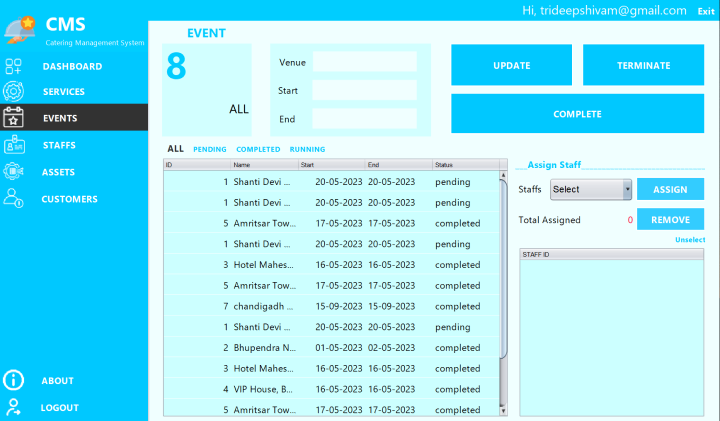 Hi, trideepshivam@gmail.com Exit
CMS
Catering Management System
DASHBOARD
SERVICES
EVENTS
STAFFS
ASSETS
CUSTOMERS
ABOUT
LOGOUT
EVENT
8
ALL
Venue
Start
End
UPDATE TERMINATE
COMPLETE
ALL PENDING COMPLETED RUNNING
ID Name Start End Status
1 Shanti Devi ... 20-05-2023 20-05-2023 pending
1 Shanti Devi ... 20-05-2023 20-05-2023 pending
5 Amritsar Tow... 17-05-2023 17-05-2023 completed
1 Shanti Devi ... 20-05-2023 20-05-2023 pending
3 Hotel Mahes... 16-05-2023 16-05-2023 completed
5 Amritsar Tow... 17-05-2023 17-05-2023 completed
7 chandigadh ... 15-09-2023 15-09-2023 completed
1 Shanti Devi ... 20-05-2023 20-05-2023 pending
2 Bhupendra N... 01-05-2023 02-05-2023 completed
3 Hotel Mahes... 16-05-2023 16-05-2023 completed
4 VIP House, B... 16-05-2023 16-05-2023 completed
5 Amritsar Tow... 17-05-2023 17-05-2023 completed
Assign Staff
Staffs Select ASSIGN
Total Assigned 0 REMOVE
Unselect
STAFF ID